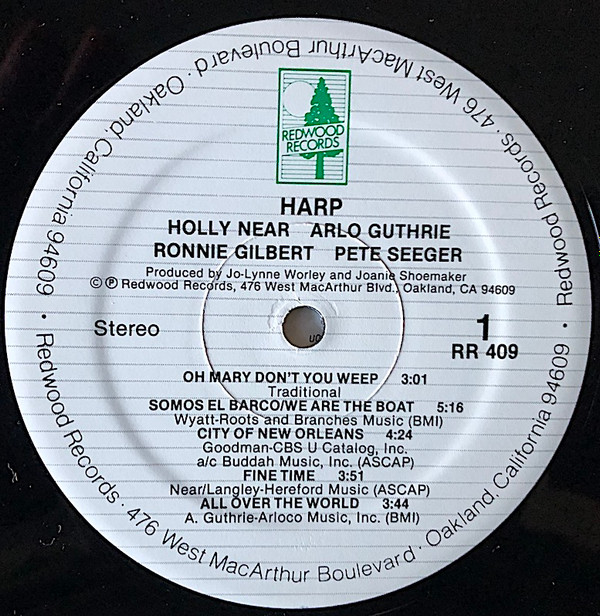 Redwood Records · 476 West MacArthur Boulevard · Oakland, California 94609 • Redwood Records · 476 West MacArthur Boulevard · Oakland, California 94609 •
REDWOOD
RECORDS
HARP
HOLLY NEAR ARLO GUTHRIE
RONNIE GILBERT PETE SEEGER
Produced by Jo-Lynne Worley and Joanie Shoemaker
© ℗ Redwood Records, 476 West MacArthur Blvd., Oakland, CA 94609
Stereo
1
RR 409
OH MARY DON'T YOU WEEP 3:01
Traditional
SOMOS EL BARCO/WE ARE THE BOAT 5:16
Wyatt-Roots and Branches Music (BMI)
CITY OF NEW ORLEANS 4:24
Goodman-CBS U Catalog, Inc.
a/c Buddah Music, Inc. (ASCAP)
FINE TIME 3:51
Near/Langley-Hereford Music (ASCAP)
ALL OVER THE WORLD 3:44
A. Guthrie-Arloco Music, Inc. (BMI)